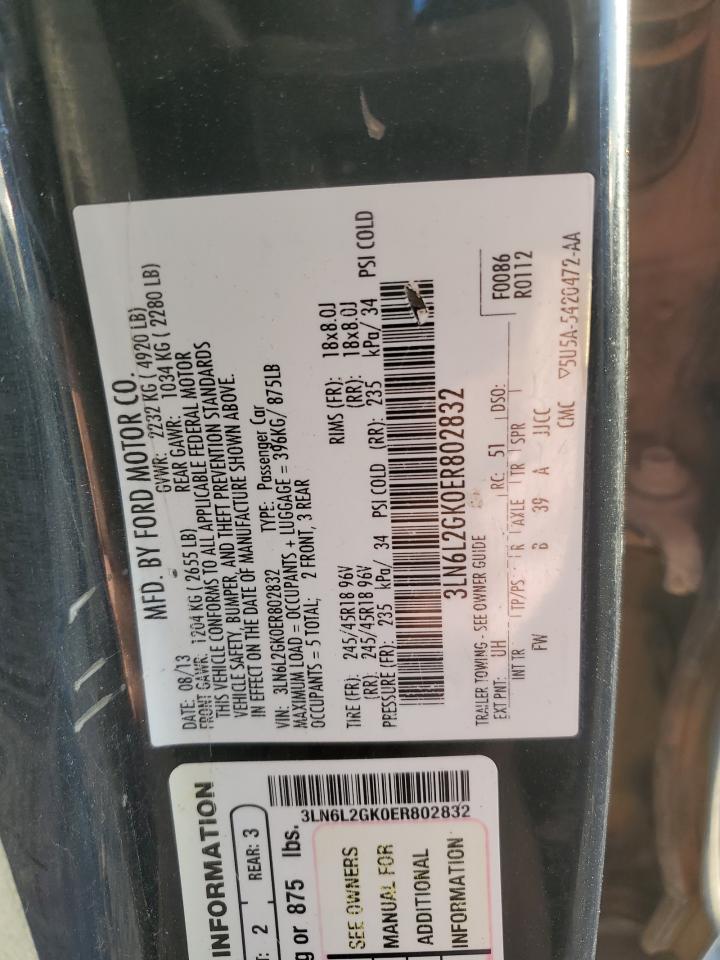 MFD. BY FORD MOTOR CO.
DATE: 08/13 GVWR: 2232 KG ( 4920 LB)
FRONT GAWR: 1204 KG ( 2655 LB) REAR GAWR: 1034 KG ( 2280 LB)
THIS VEHICLE CONFORMS TO ALL APPLICABLE FEDERAL MOTOR
VEHICLE SAFETY, BUMPER, AND THEFT PREVENTION STANDARDS
IN EFFECT ON THE DATE OF MANUFACTURE SHOWN ABOVE.
VIN: 3LN6L2GK0ER802832 TYPE: Passenger Car
MAXIMUM LOAD = OCCUPANTS + LUGGAGE = 396KG/ 875LB
OCCUPANTS = 5 TOTAL; 2 FRONT, 3 REAR
TIRE (FR): 245/45R18 96V RIMS (FR): 18x8.0J
(RR): 245/45R18 96V (RR): 18x8.0J
PRESSURE (FR): 235 kPa/ 34 PSI COLD (RR): 235 kPa/ 34 PSI COLD
3LN6L2GK0ER802832
TRAILER TOWING - SEE OWNER GUIDE
F0086
R0112
EXT PNT: UH RC: 51 DSO:
INT TR TP/PS R AXLE TR SPR
FW D 39 A JJCC
CMC ▽5U5A-5420472-AA
INFORMATION
T: 2 REAR: 3
g or 875 lbs.
3LN6L2GK0ER802832
SEE OWNERS
MANUAL FOR
ADDITIONAL
INFORMATION